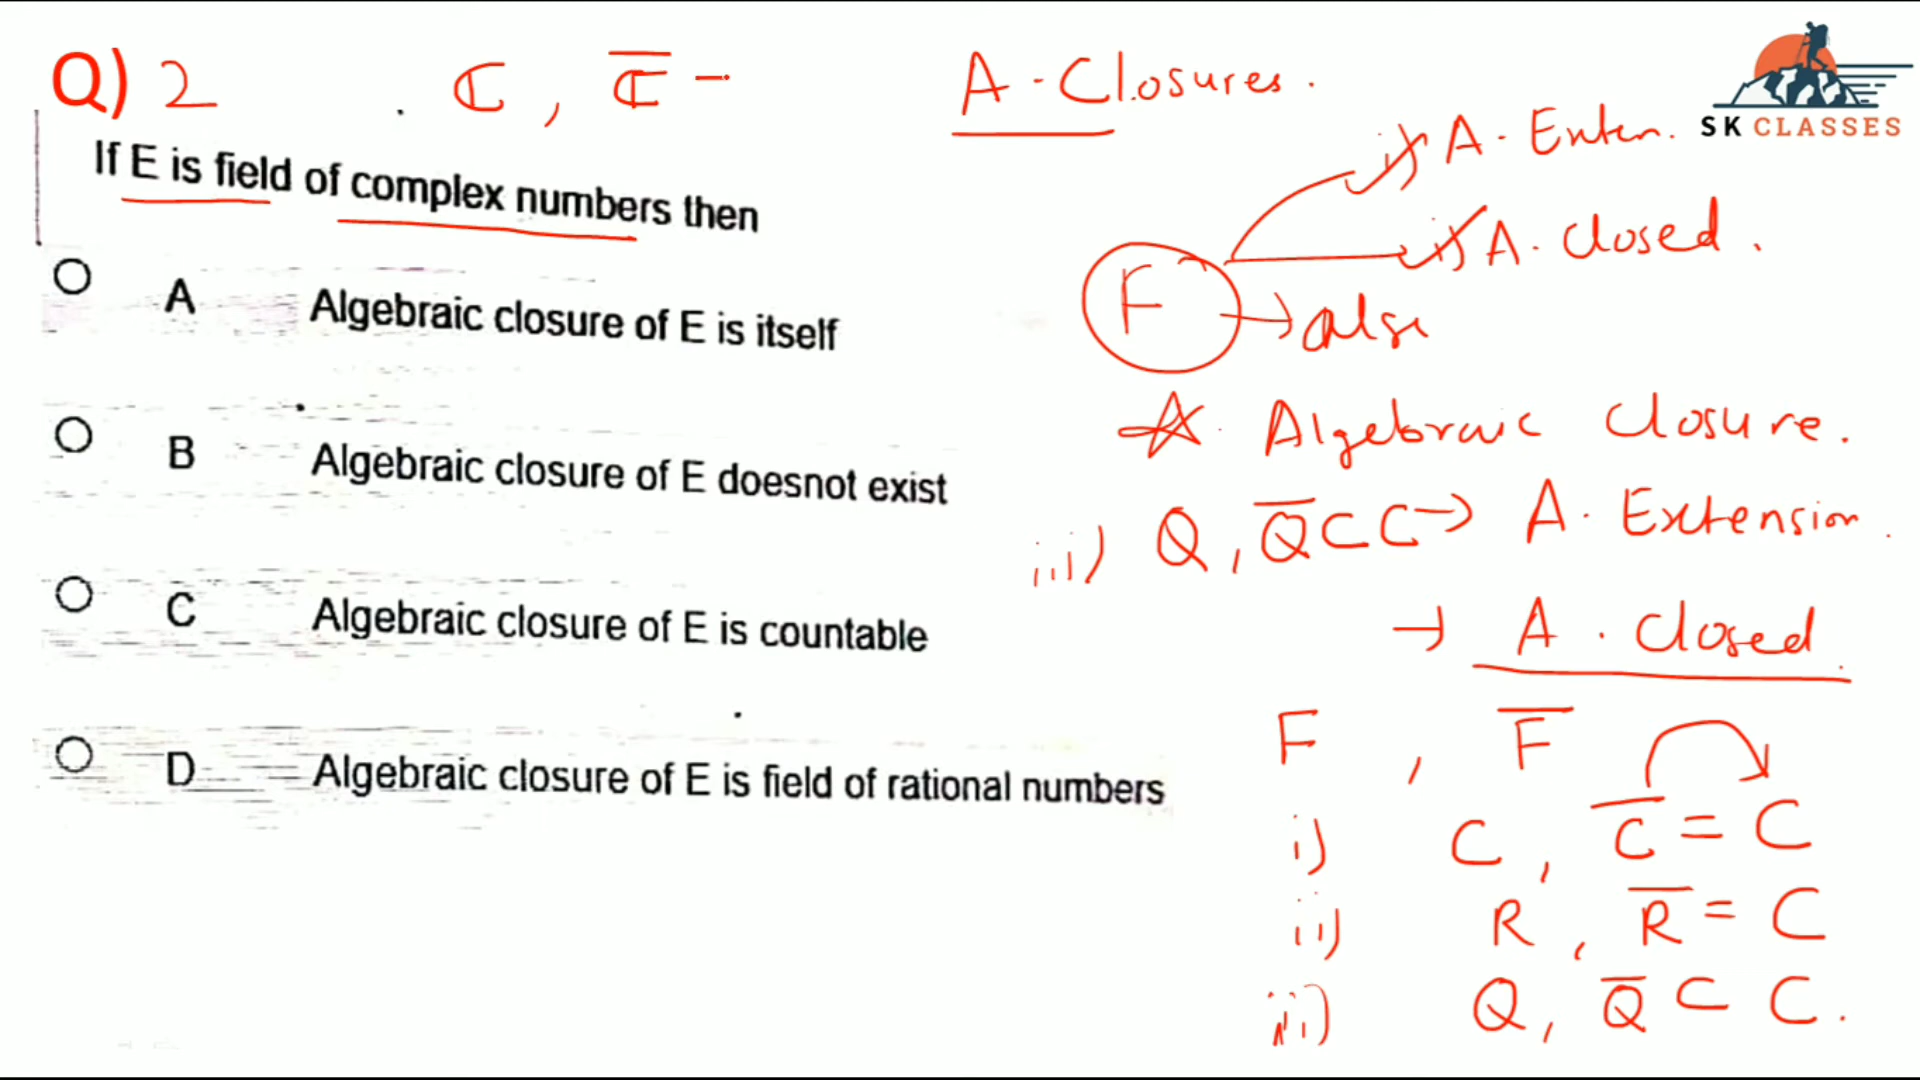 Q) 2 . ℂ , ℂ̅ - A - Closures .
SK CLASSES
If E is field of complex numbers then
A Algebraic closure of E is itself
B Algebraic closure of E doesnot exist
C Algebraic closure of E is countable
D Algebraic closure of E is field of rational numbers
i) A - Exten.
ii) A - closed .
F
Algebraic closure .
iii) Q , Q̅ ⊂ C → A . Extension .
→ A . closed .
F , F̅
i) C , C̅ = C
ii) R , R̅ = C
iii) Q , Q̅ ⊂ C .